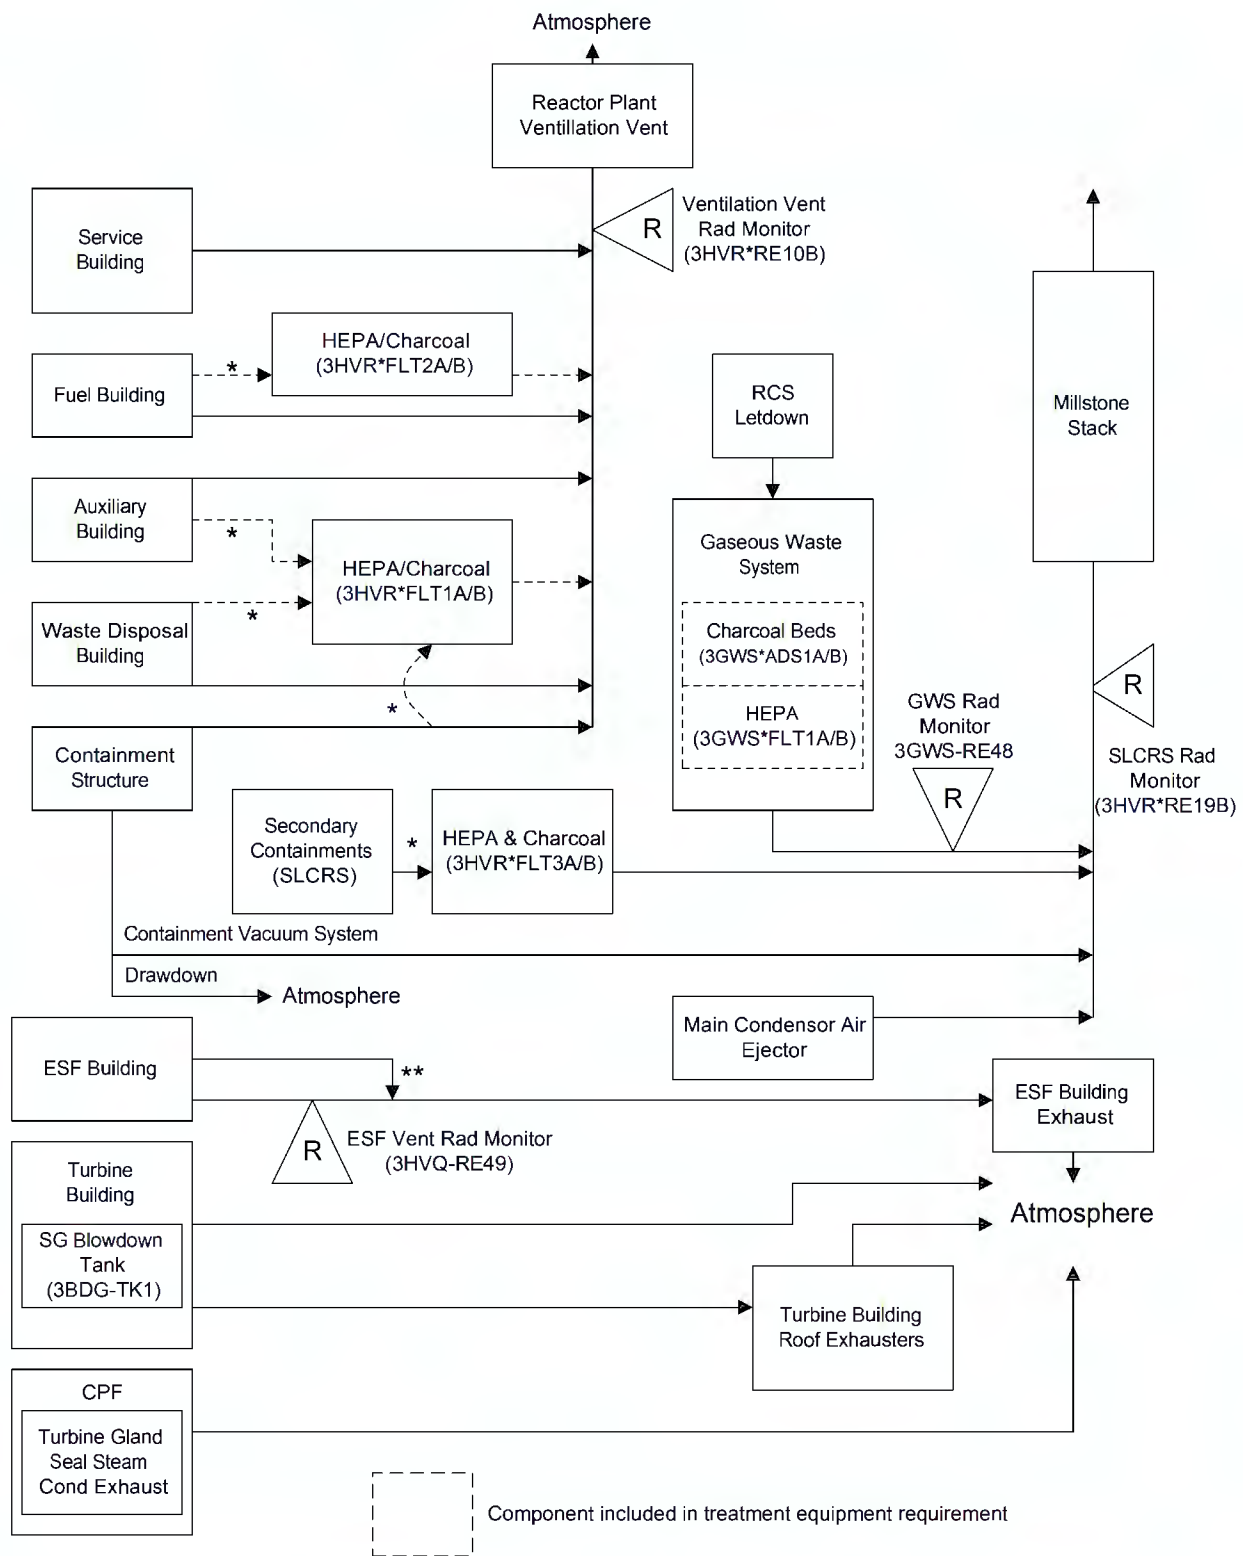 Atmosphere
Reactor Plant
Ventillation Vent
Service
Building
R
Ventilation Vent
Rad Monitor
(3HVR*RE10B)
Fuel Building
*
HEPA/Charcoal
(3HVR*FLT2A/B)
RCS
Letdown
Millstone
Stack
Auxiliary
Building
*
HEPA/Charcoal
(3HVR*FLT1A/B)
Waste Disposal
Building
*
*
Gaseous Waste
System
Charcoal Beds
(3GWS*ADS1A/B)
HEPA
(3GWS*FLT1A/B)
GWS Rad
Monitor
3GWS-RE48
R
R
SLCRS Rad
Monitor
(3HVR*RE19B)
Containment
Structure
Secondary
Containments
(SLCRS)
*
HEPA & Charcoal
(3HVR*FLT3A/B)
Containment Vacuum System
Drawdown
Atmosphere
Main Condensor Air
Ejector
ESF Building
**
R
ESF Vent Rad Monitor
(3HVQ-RE49)
ESF Building
Exhaust
Turbine
Building
SG Blowdown
Tank
(3BDG-TK1)
Atmosphere
Turbine Building
Roof Exhausters
CPF
Turbine Gland
Seal Steam
Cond Exhaust
Component included in treatment equipment requirement